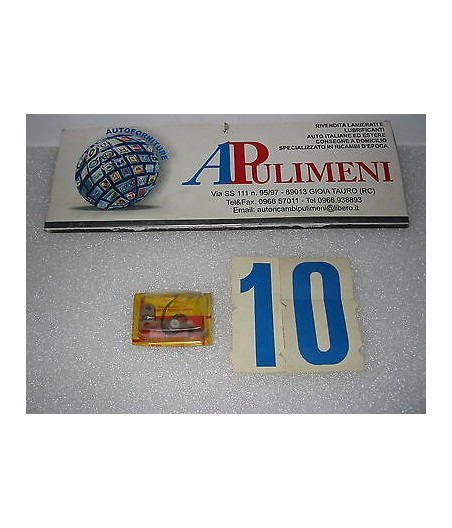 AUTOFORNITURE
APULIMENI
RIVENDITA LAMIERATI E
LUBRIFICANTI
AUTO ITALIANE ED ESTERE
CONSEGNE A DOMICILIO
SPECIALIZZATO IN RICAMBI D'EPOCA
Via SS 111 n. 95/97 - 89013 GIOIA TAURO (RC)
Tel&Fax. 0966 57011 - Tel 0966.938893
Email: autoricambipulimeni@libero.it
10